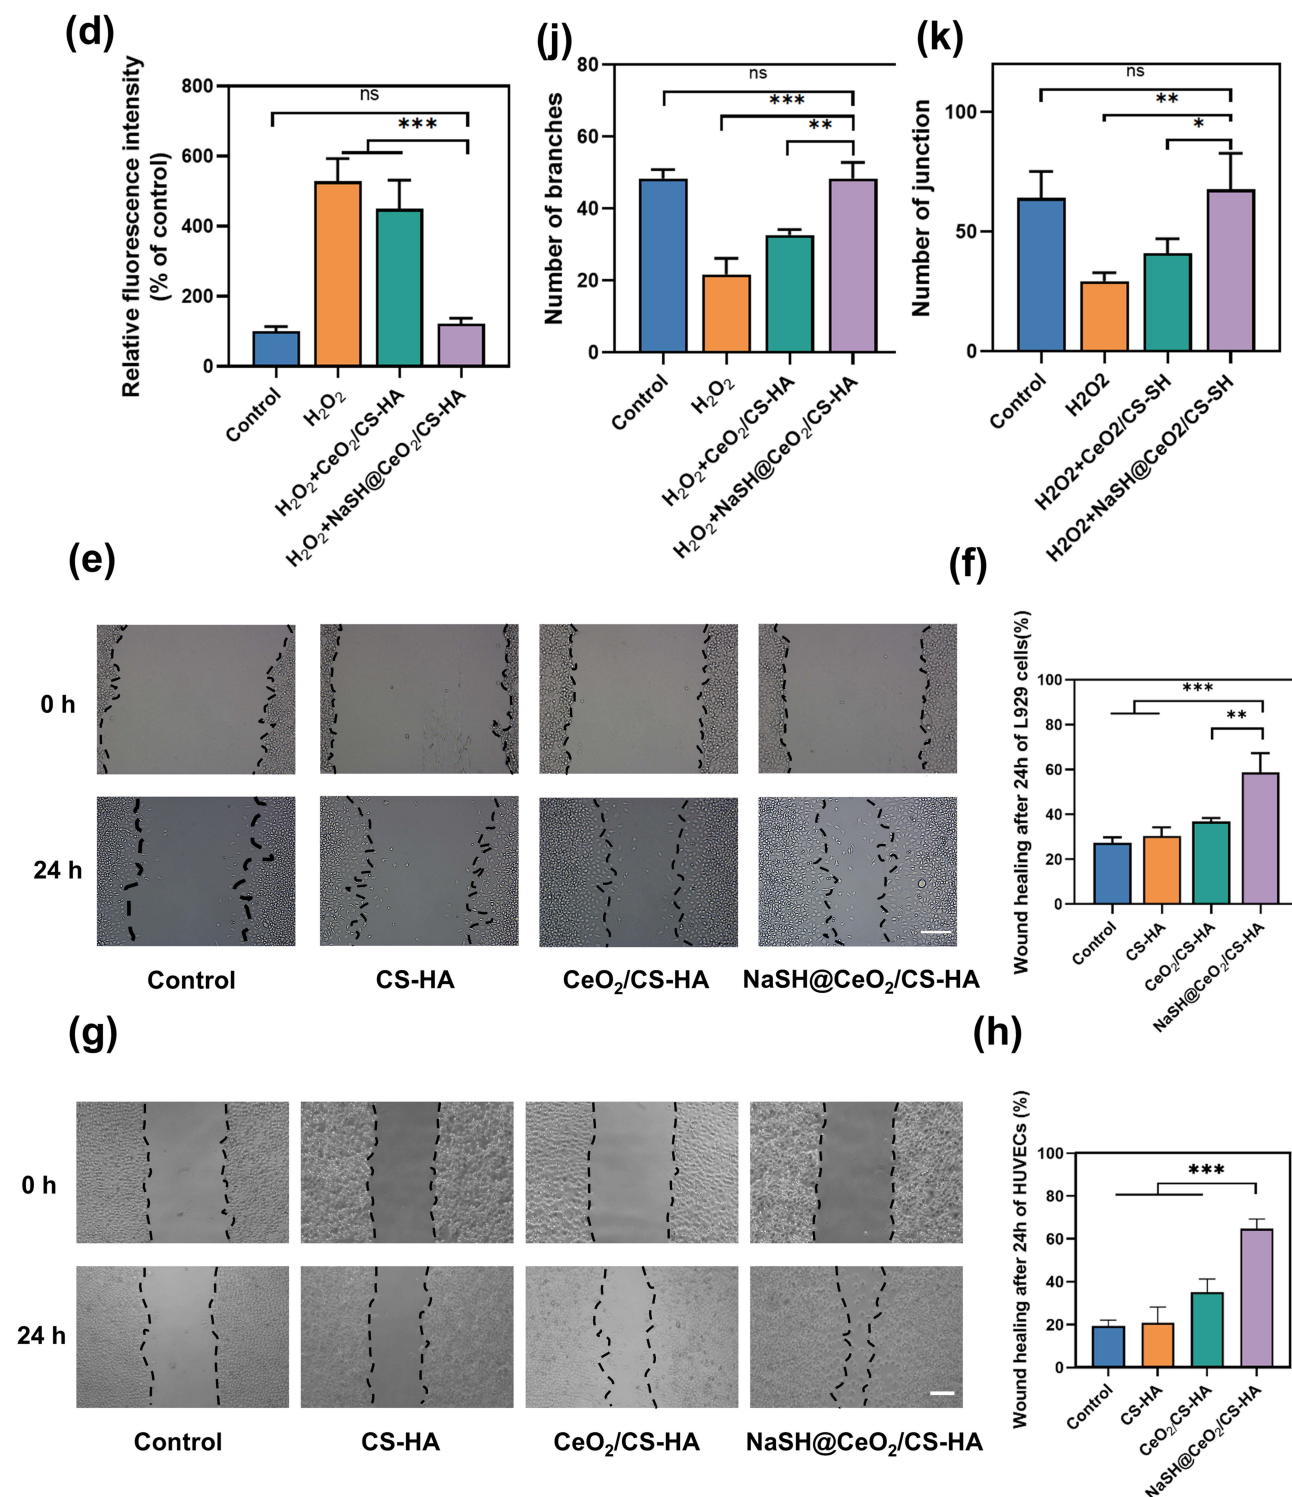 (d)
Relative fluorescence intensity
(% of control)
800
600
400
200
0
ns
***
Control
H₂O₂
H₂O₂+CeO₂/CS-HA
H₂O₂+NaSH@CeO₂/CS-HA
(j)
Number of branches
80
60
40
20
0
ns
***
**
Control
H₂O₂
H₂O₂+CeO₂/CS-HA
H₂O₂+NaSH@CeO₂/CS-HA
(k)
Number of junction
100
50
0
ns
**
*
Control
H2O2
H2O2+CeO2/CS-SH
H2O2+NaSH@CeO2/CS-SH
(e)
0 h
24 h
Control
CS-HA
CeO₂/CS-HA
NaSH@CeO₂/CS-HA
(f)
Wound healing after 24h of L929 cells(%)
100
80
60
40
20
0
***
**
Control
CS-HA
CeO₂/CS-HA
NaSH@CeO₂/CS-HA
(g)
0 h
24 h
Control
CS-HA
CeO₂/CS-HA
NaSH@CeO₂/CS-HA
(h)
Wound healing after 24h of HUVECs (%)
100
80
60
40
20
0
***
Control
CS-HA
CeO₂/CS-HA
NaSH@CeO₂/CS-HA